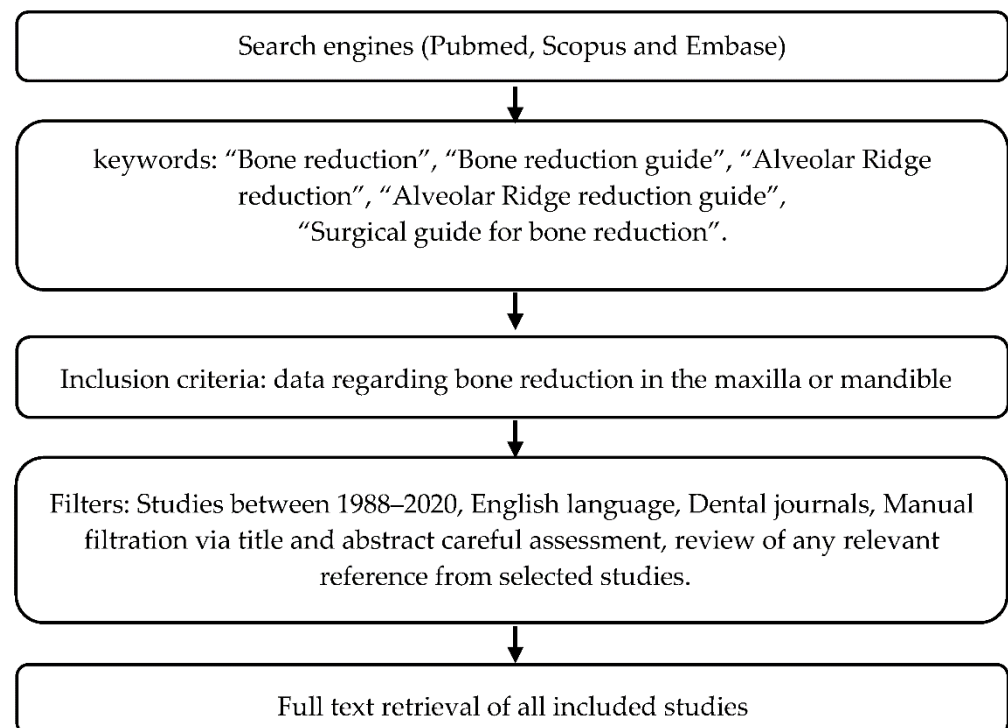 Search engines (Pubmed, Scopus and Embase)
keywords: “Bone reduction”, “Bone reduction guide”, “Alveolar Ridge
reduction”, “Alveolar Ridge reduction guide”,
“Surgical guide for bone reduction”.
Inclusion criteria: data regarding bone reduction in the maxilla or mandible
Filters: Studies between 1988–2020, English language, Dental journals, Manual
filtration via title and abstract careful assessment, review of any relevant
reference from selected studies.
Full text retrieval of all included studies